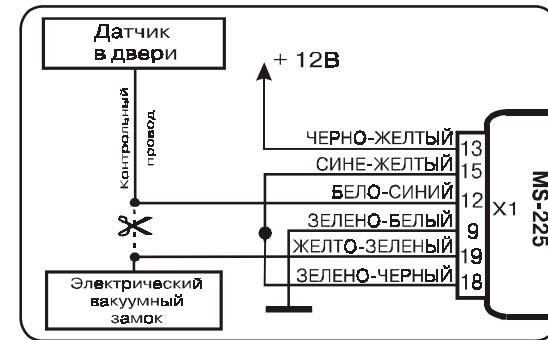 Датчик
в двери
+ 12В
Контрольный
провод
ЧЕРНО-ЖЕЛТЫЙ
13
СИНЕ-ЖЕЛТЫЙ
15
БЕЛО-СИНИЙ
12
X1
MS-225
ЗЕЛЕНО-БЕЛЫЙ
9
ЖЕЛТО-ЗЕЛЕНЫЙ
19
ЗЕЛЕНО-ЧЕРНЫЙ
18
Электрический
вакуумный
замок